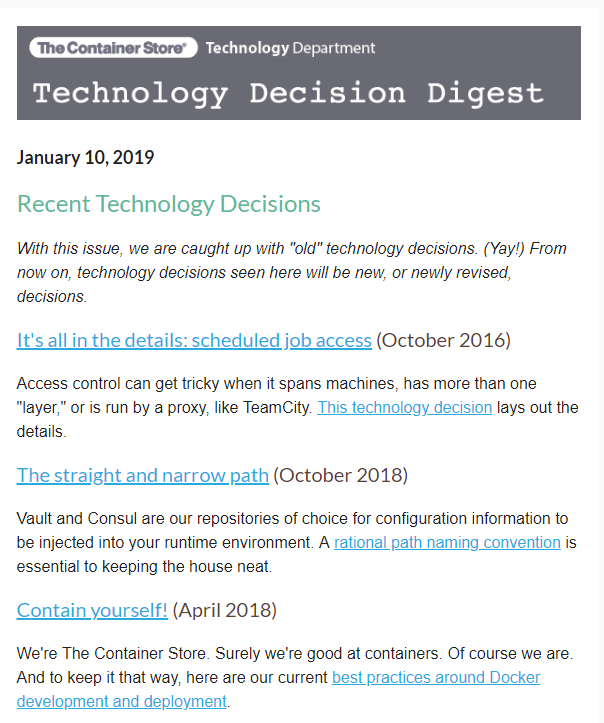 The Container Store® Technology Department
Technology Decision Digest
January 10, 2019
Recent Technology Decisions
With this issue, we are caught up with "old" technology decisions. (Yay!) From
now on, technology decisions seen here will be new, or newly revised,
decisions.
It's all in the details: scheduled job access (October 2016)
Access control can get tricky when it spans machines, has more than one
"layer," or is run by a proxy, like TeamCity. This technology decision lays out the
details.
The straight and narrow path (October 2018)
Vault and Consul are our repositories of choice for configuration information to
be injected into your runtime environment. A rational path naming convention is
essential to keeping the house neat.
Contain yourself! (April 2018)
We're The Container Store. Surely we're good at containers. Of course we are.
And to keep it that way, here are our current best practices around Docker
development and deployment.